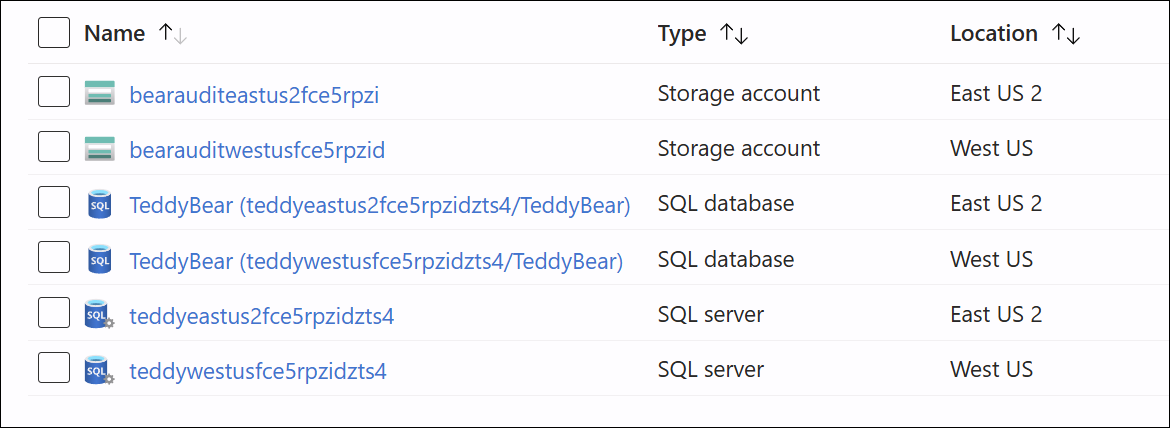 Name ↑↓ Type ↑↓ Location ↑↓
bearauditeastus2fce5rpzi Storage account East US 2
bearauditwestusfce5rpzid Storage account West US
SQL TeddyBear (teddyeastus2fce5rpzidzts4/TeddyBear) SQL database East US 2
SQL TeddyBear (teddywestusfce5rpzidzts4/TeddyBear) SQL database West US
SQL teddyeastus2fce5rpzidzts4 SQL server East US 2
SQL teddywestusfce5rpzidzts4 SQL server West US